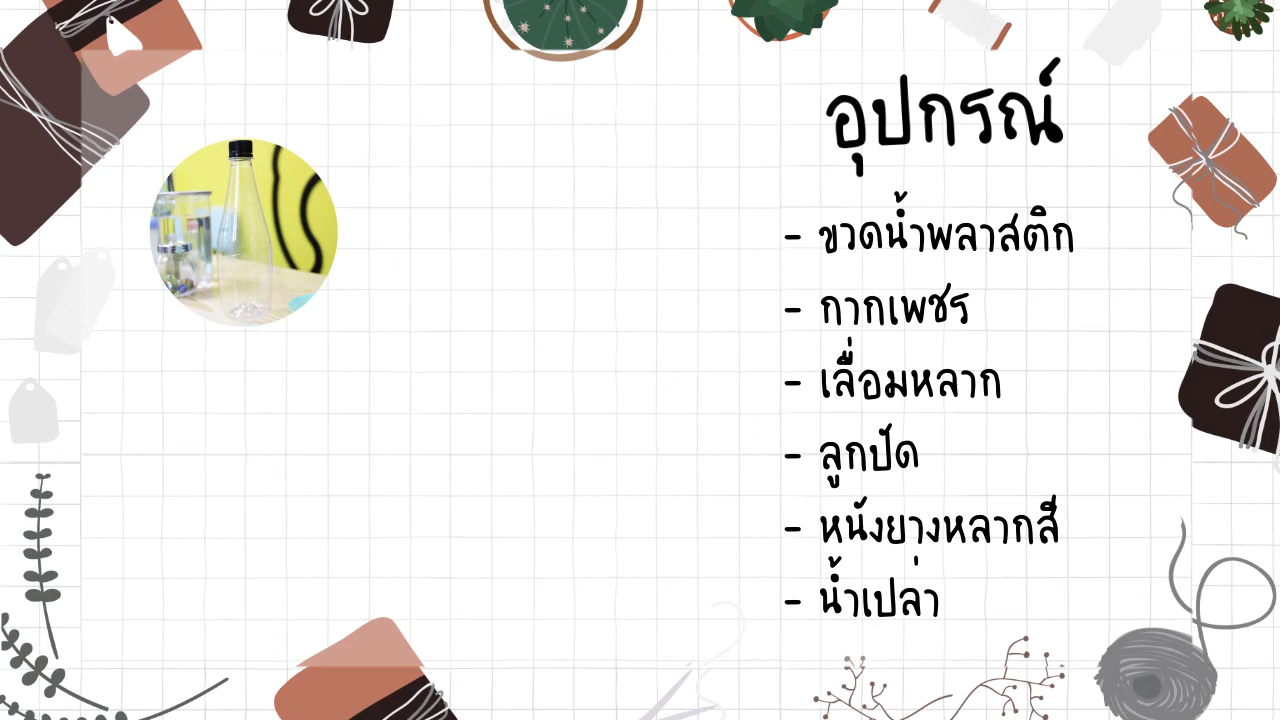 อุปกรณ์
- ขวดน้ำพลาสติก
- กากเพชร
- เลื่อมหลาก
- ลูกปัด
- หนังยางหลากสี
- น้ำเปล่า